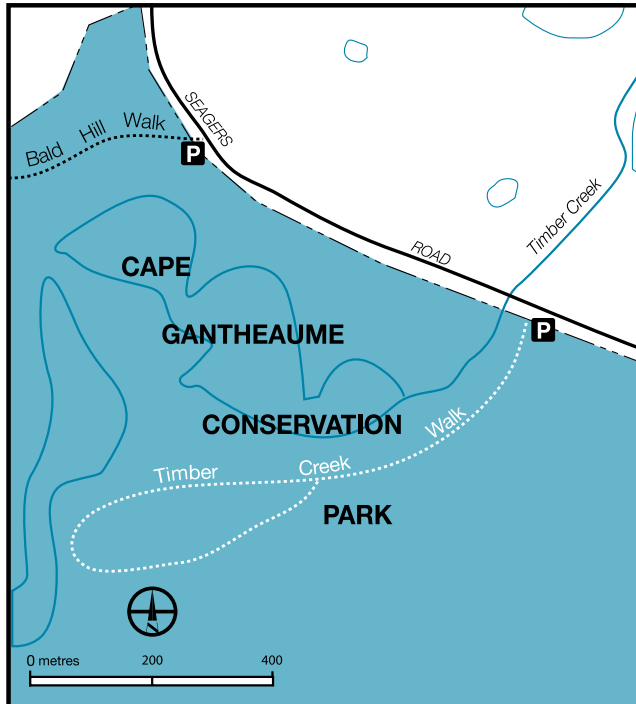 SEAGERS
Bald Hill Walk
P
Timber Creek
ROAD
CAPE
P
GANTHEAUME
CONSERVATION
Timber Creek Walk
PARK
N
0 metres 200 400